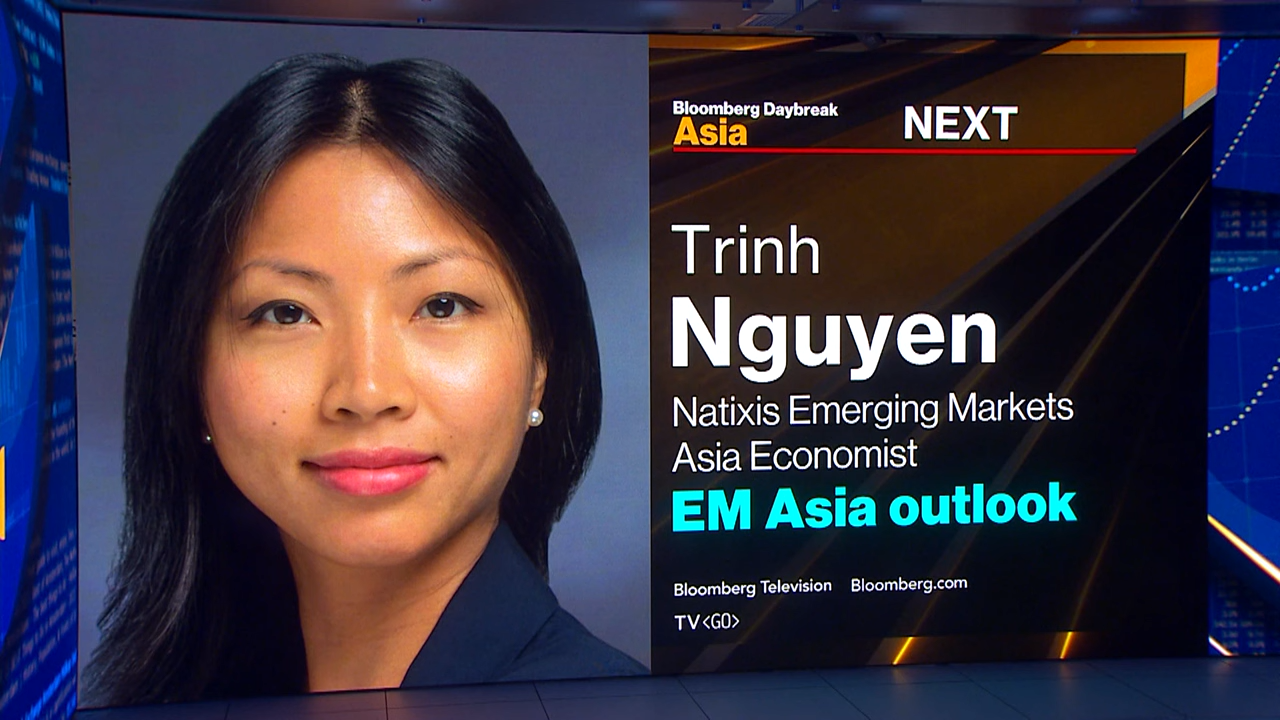 Bloomberg Daybreak
Asia
NEXT
Trinh
Nguyen
Natixis Emerging Markets
Asia Economist
EM Asia outlook
Bloomberg Television Bloomberg.com
TV<GO>